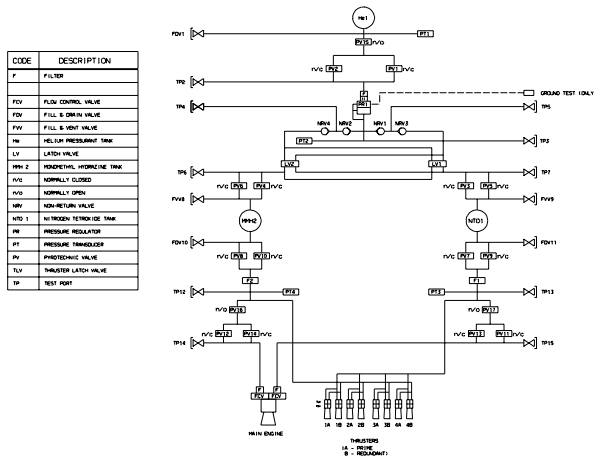 He1
FDV1
PT1
PV15 n/o
n/c PV2
PV1 n/c
CODE DESCRIPTION
F FILTER
FCV FLOW CONTROL VALVE
FDV FILL & DRAIN VALVE
FVV FILL & VENT VALVE
He HELIUM PRESSURANT TANK
LV LATCH VALVE
MMH 2 MONOMETHYL HYDRAZINE TANK
n/c NORMALLY CLOSED
n/o NORMALLY OPEN
NRV NON-RETURN VALVE
NTO 1 NITROGEN TETROXIDE TANK
PR PRESSURE REGULATOR
PT PRESSURE TRANSDUCER
PV PYROTECHNIC VALVE
TLV THRUSTER LATCH VALVE
TP TEST PORT
TP2
F
PR1
GROUND TEST (ONLY
TP4
TP5
NRV4 NRV2 NRV1 NRV3
PT2
TP3
LV2
LV1
TP6
TP7
n/c PV6 PV4 n/c
n/c PV3 PV5 n/c
FVV8
FVV9
MMH2
NTO1
FDV10
FDV11
n/c PV8 PV10 n/c
n/c PV7 PV9 n/c
F2
F1
TP12
PT4
PT3
TP13
n/o PV16
n/o PV17
n/c PV12 PV14 n/c
n/c PV13 PV11 n/c
TP14
TP15
F F
FCV FCV
MAIN ENGINE
1A 1B 2A 2B 3A 3B 4A 4B
THRUSTERS
(A - PRIME
B - REDUNDANT)